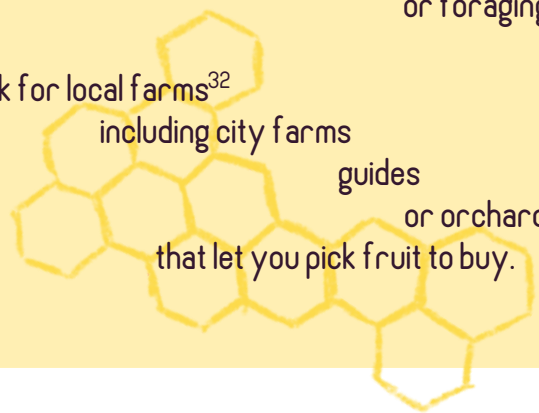 or foraging
k for local farms³²
including city farms
guides
or orchard
that let you pick fruit to buy.